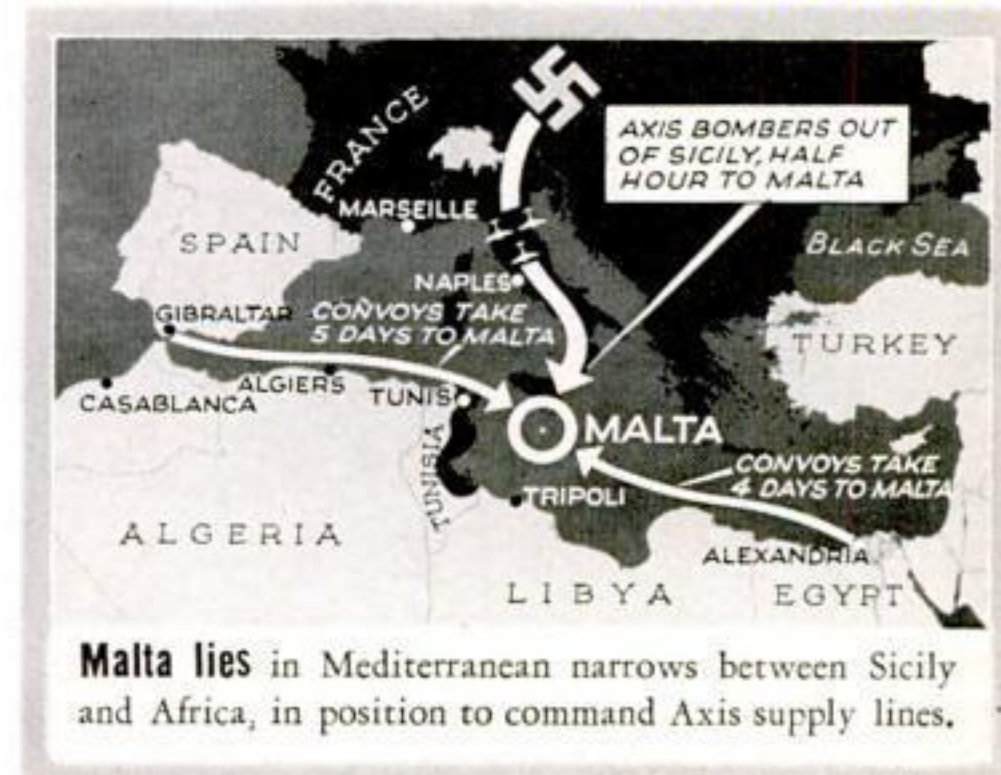 FRANCE
AXIS BOMBERS OUT
OF SICILY, HALF
HOUR TO MALTA
MARSEILLE
SPAIN
BLACK SEA
NAPLES
GIBRALTAR
CONVOYS TAKE
5 DAYS TO MALTA
TURKEY
ALGIERS
TUNIS
CASABLANCA
MALTA
TUNISIA
CONVOYS TAKE
4 DAYS TO MALTA
TRIPOLI
ALGERIA
ALEXANDRIA
LIBYA
EGYPT
Malta lies in Mediterranean narrows between Sicily
and Africa, in position to command Axis supply lines.